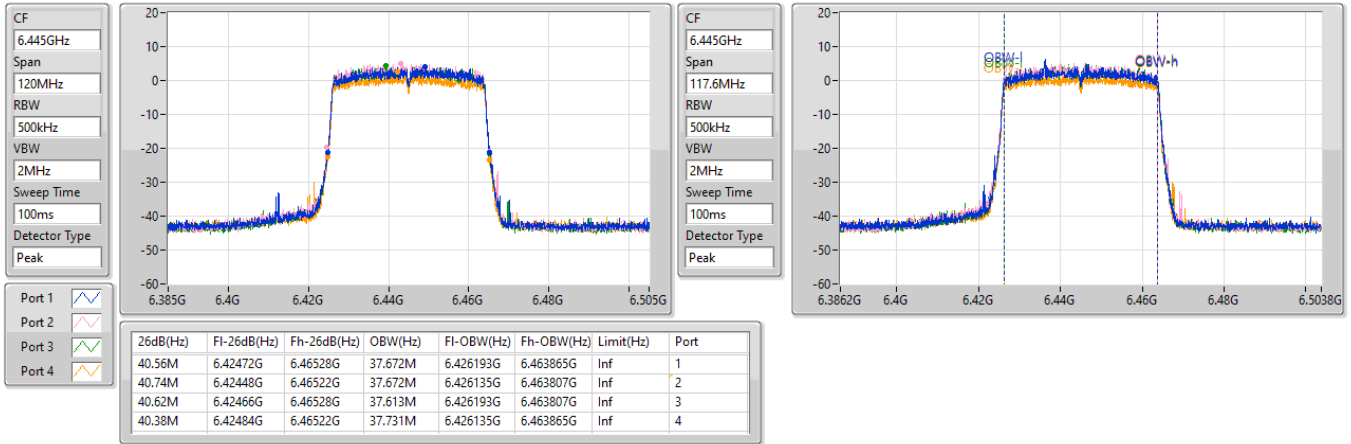 CF
6.445GHz
Span
120MHz
RBW
500kHz
VBW
2MHz
Sweep Time
100ms
Detector Type
Peak
20
10
0
-10
-20
-30
-40
-50
-60
6.385G 6.4G 6.42G 6.44G 6.46G 6.48G 6.505G
CF
6.445GHz
Span
117.6MHz
RBW
500kHz
VBW
2MHz
Sweep Time
100ms
Detector Type
Peak
20
10
0
-10
-20
-30
-40
-50
-60
OBW-l
OBW-h
6.3862G 6.4G 6.42G 6.44G 6.46G 6.48G 6.5038G
Port 1
Port 2
Port 3
Port 4
26dB(Hz) Fl-26dB(Hz) Fh-26dB(Hz) OBW(Hz) Fl-OBW(Hz) Fh-OBW(Hz) Limit(Hz) Port
40.56M 6.42472G 6.46528G 37.672M 6.426193G 6.463865G Inf 1
40.74M 6.42448G 6.46522G 37.672M 6.426135G 6.463807G Inf 2
40.62M 6.42466G 6.46528G 37.613M 6.426193G 6.463807G Inf 3
40.38M 6.42484G 6.46522G 37.731M 6.426135G 6.463865G Inf 4